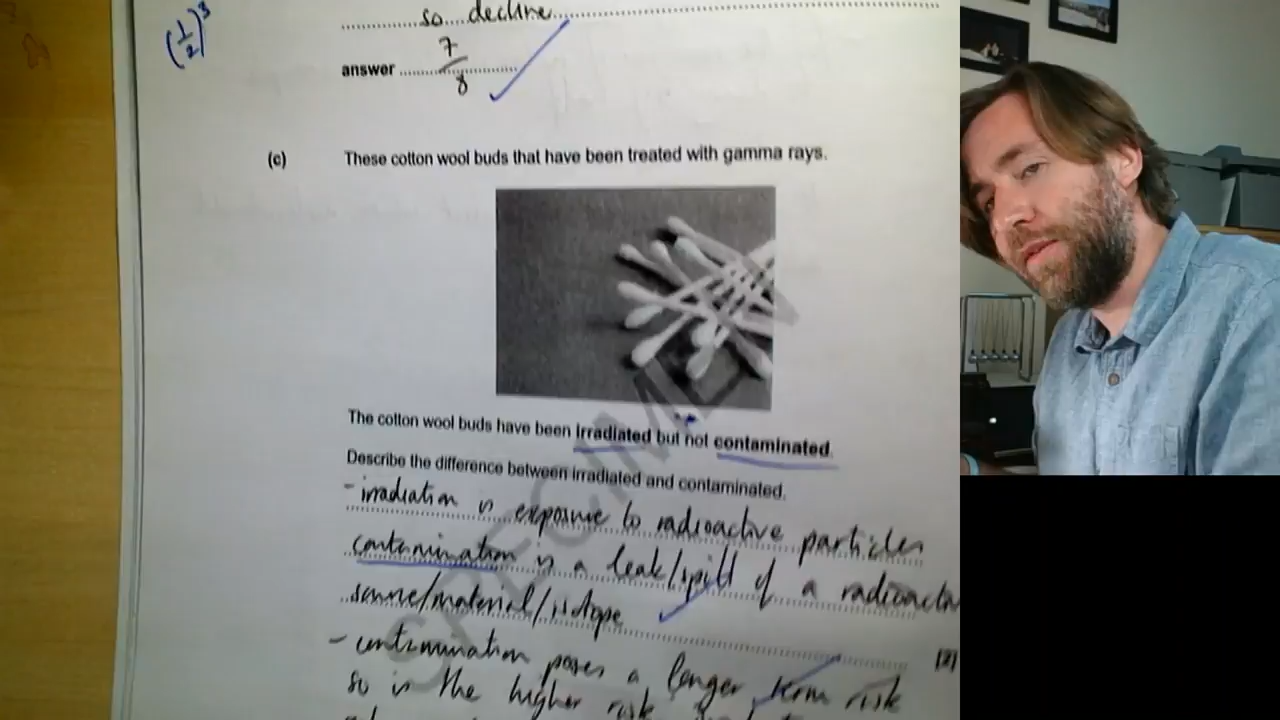 (1/2)³
so decline
answer 7/8
(c) These cotton wool buds that have been treated with gamma rays.
The cotton wool buds have been irradiated but not contaminated.
Describe the difference between irradiated and contaminated.
- irradiation is exposure to radioactive particles
contamination is a leak/spill of a radioactiv
source/material/isotope
[2]
- contamination poses a longer term risk
so is the higher risk
SPECIMEN